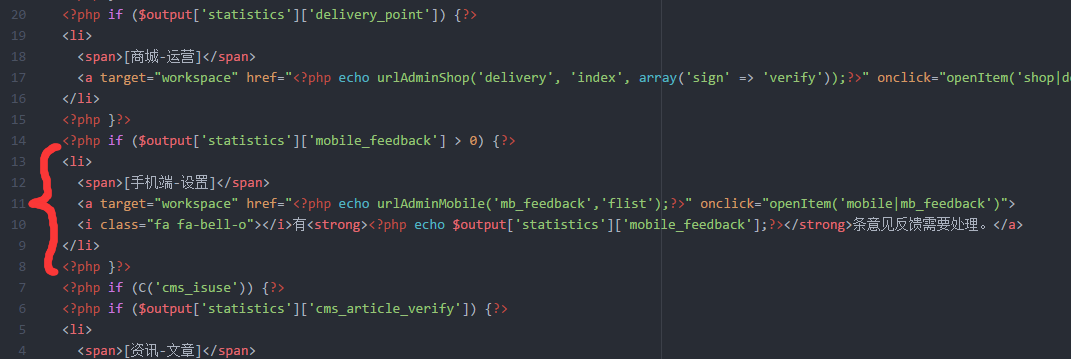 20 <?php if ($output['statistics']['delivery_point']) {?>
19 <li>
18 <span>[商城-运营]</span>
17 <a target="workspace" href="<?php echo urlAdminShop('delivery', 'index', array('sign' => 'verify'));?>" onclick="openItem('shop|d
16 </li>
15 <?php }?>
14 <?php if ($output['statistics']['mobile_feedback'] > 0) {?>
13 <li>
12 <span>[手机端-设置]</span>
11 <a target="workspace" href="<?php echo urlAdminMobile('mb_feedback','flist');?>" onclick="openItem('mobile|mb_feedback')">
10 <i class="fa fa-bell-o"></i>有<strong><?php echo $output['statistics']['mobile_feedback'];?></strong>条意见反馈需要处理。</a>
9 </li>
8 <?php }?>
7 <?php if (C('cms_isuse')) {?>
6 <?php if ($output['statistics']['cms_article_verify']) {?>
5 <li>
4 <span>[资讯-文章]</span>